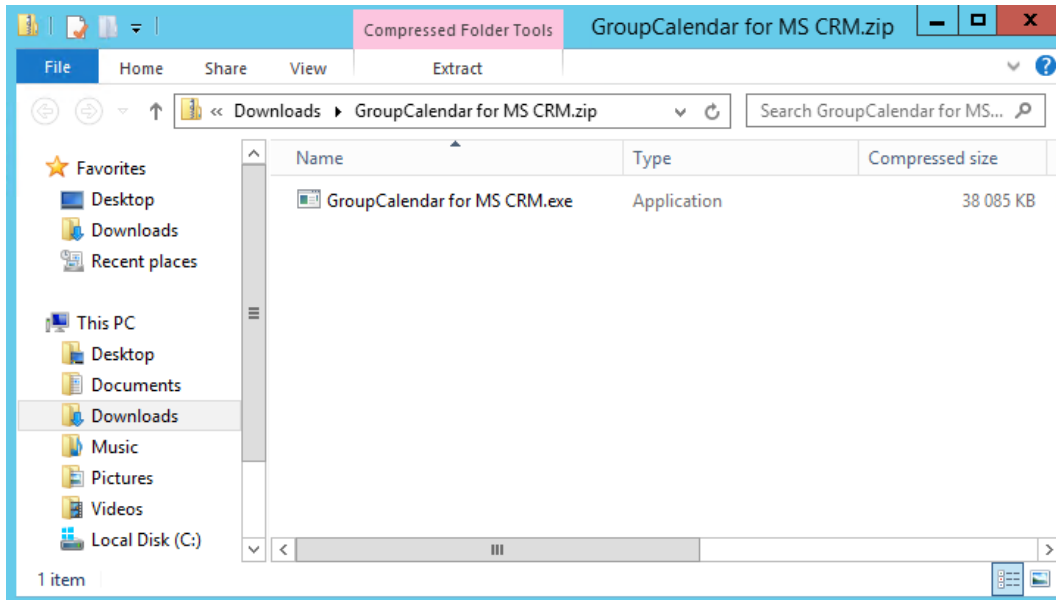 Compressed Folder Tools GroupCalendar for MS CRM.zip
File Home Share View Extract
« Downloads GroupCalendar for MS CRM.zip Search GroupCalendar for MS...
Favorites
Desktop
Downloads
Recent places
This PC
Desktop
Documents
Downloads
Music
Pictures
Videos
Local Disk (C:)
Name Type Compressed size
GroupCalendar for MS CRM.exe Application 38 085 KB
1 item